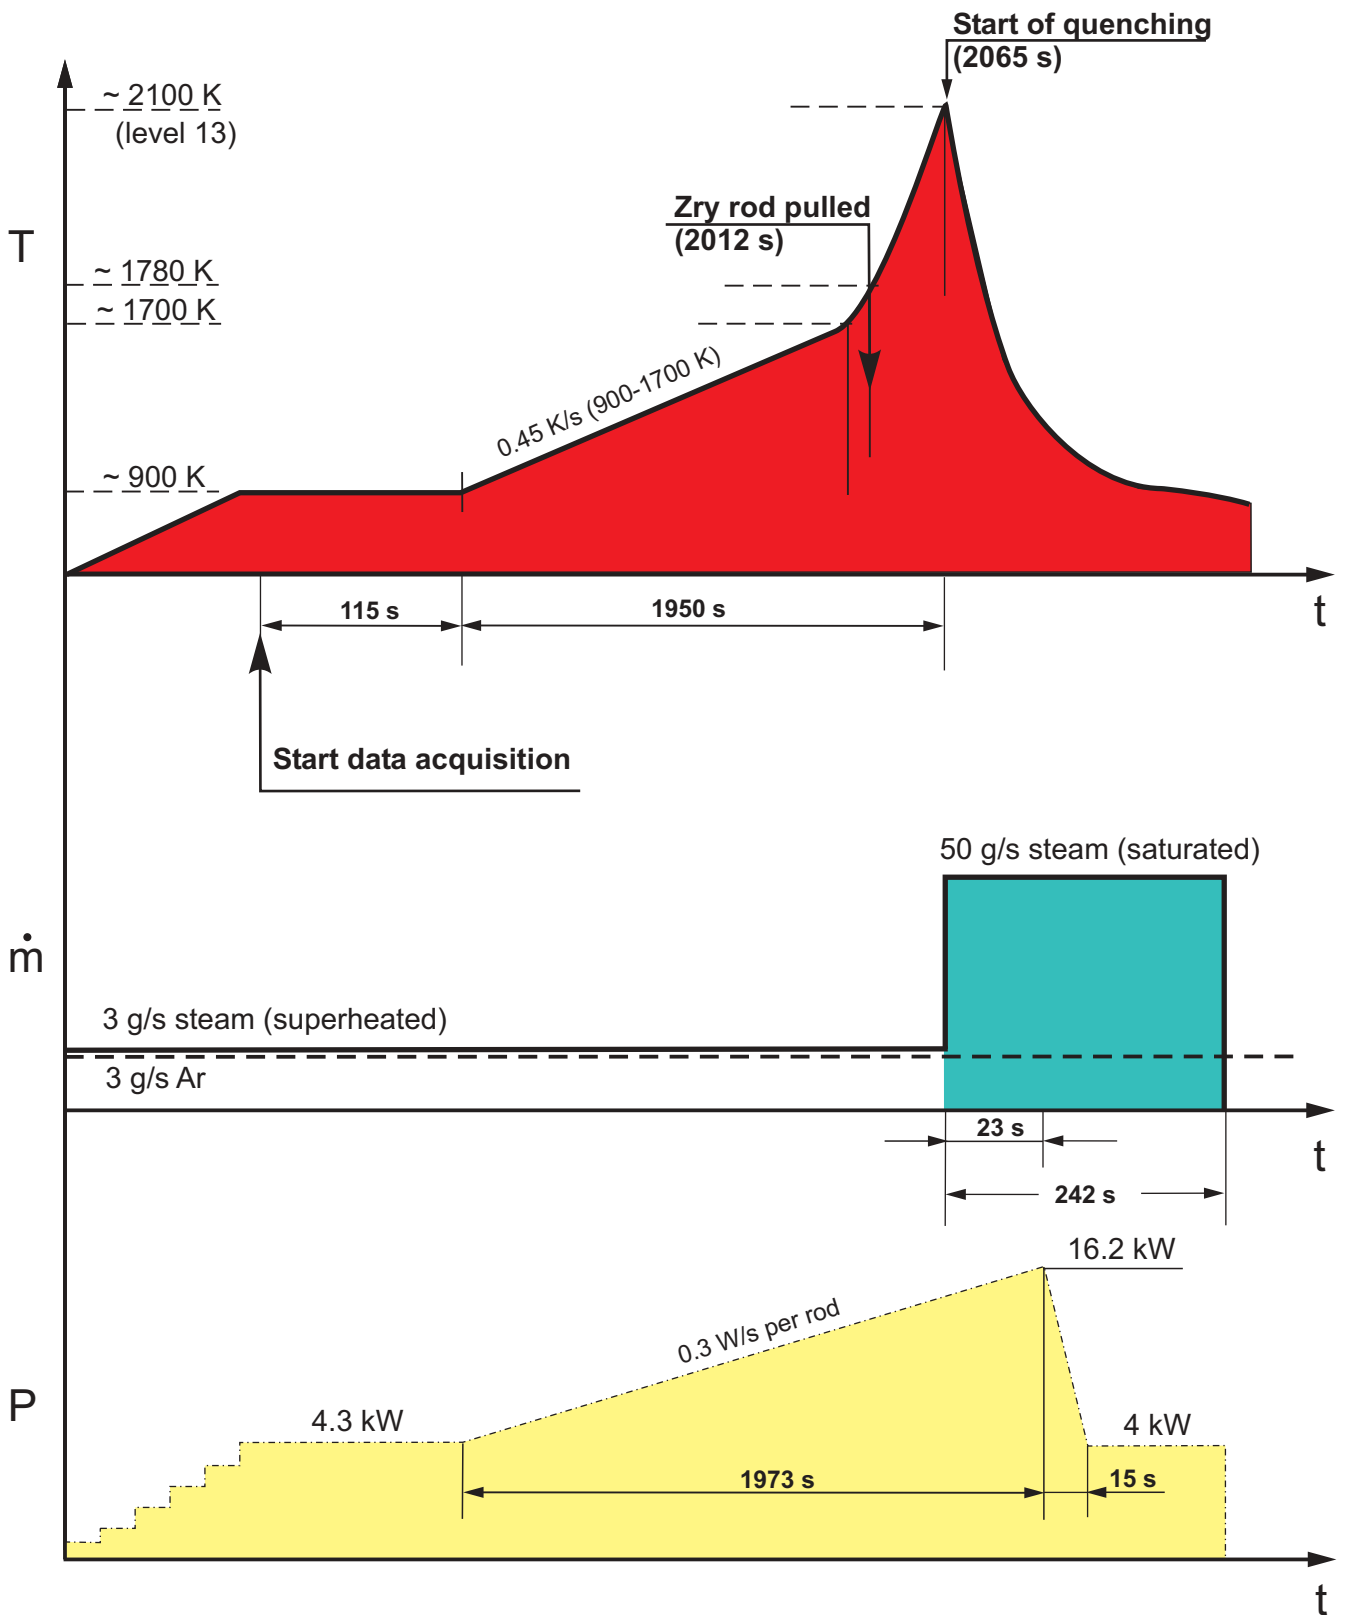 Start of quenching
(2065 s)
~ 2100 K
(level 13)
Zry rod pulled
(2012 s)
T
~ 1780 K
~ 1700 K
0.45 K/s (900-1700 K)
~ 900 K
115 s
1950 s
t
Start data acquisition
50 g/s steam (saturated)
ṁ
3 g/s steam (superheated)
3 g/s Ar
23 s
t
242 s
16.2 kW
0.3 W/s per rod
P
4.3 kW
4 kW
1973 s
15 s
t